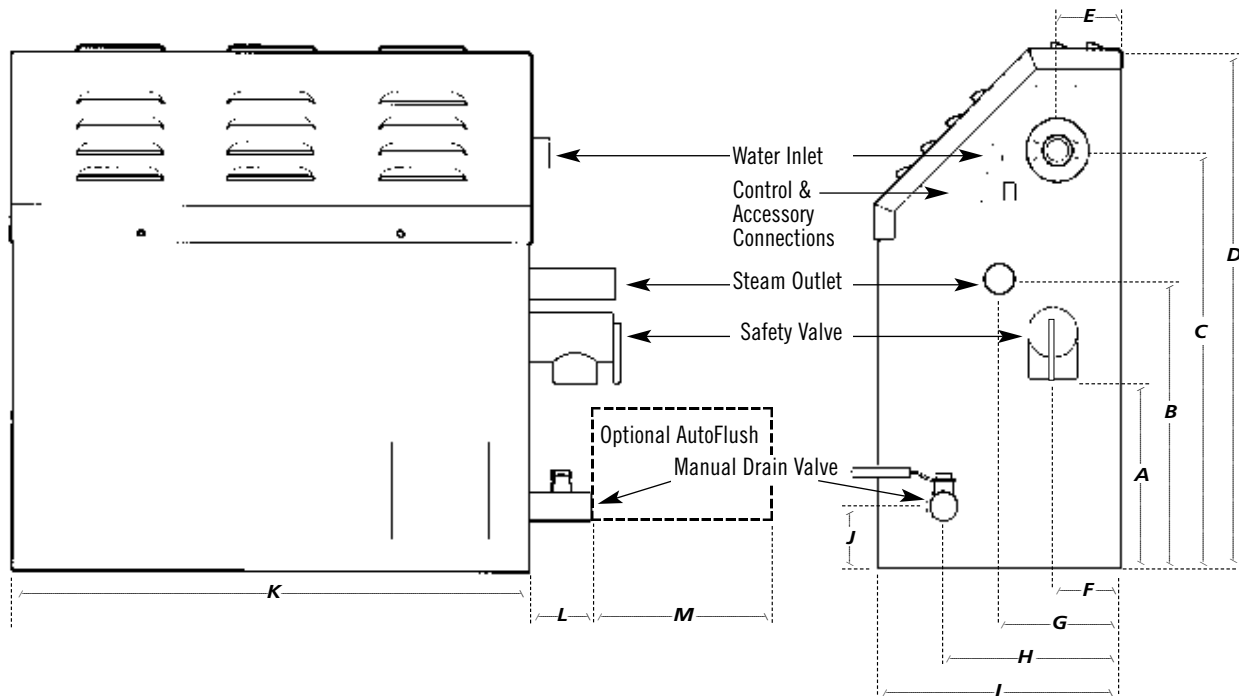 E
Water Inlet
Control &
Accessory
Connections
D
Steam Outlet
C
Safety Valve
B
Optional AutoFlush
Manual Drain Valve
A
J
K
L
M
F
G
H
I